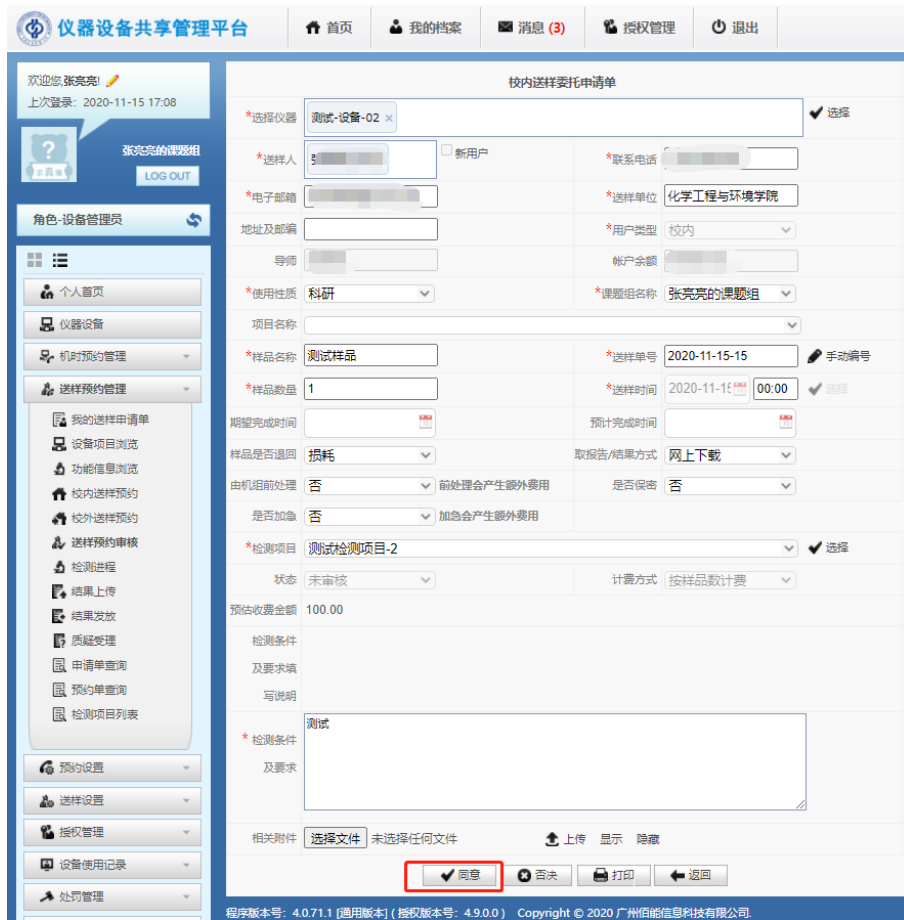 仪器设备共享管理平台
首页
我的档案
消息 (3)
授权管理
退出
欢迎您,张亮亮!
上次登录: 2020-11-15 17:08
张亮亮的课题组
LOG OUT
角色-设备管理员
个人首页
仪器设备
机时预约管理
送样预约管理
我的送样申请单
设备项目浏览
功能信息浏览
校内送样预约
校外送样预约
送样预约审核
检测进程
结果上传
结果发放
质疑受理
申请单查询
预约单查询
检测项目列表
预约设置
送样设置
授权管理
设备使用记录
处罚管理
校内送样委托申请单
*选择仪器 测试-设备-02 × 选择
*送样人 新用户 *联系电话
*电子邮箱 *送样单位 化学工程与环境学院
地址及邮编 *用户类型 校内
导师 帐户余额
*使用性质 科研 *课题组名称 张亮亮的课题组
项目名称
*样品名称 测试样品 *送样单号 2020-11-15-15 手动编号
*样品数量 1 *送样时间 2020-11-15 00:00 选择
期望完成时间 预计完成时间
样品是否退回 损耗 取报告/结果方式 网上下载
由机组前处理 否 前处理会产生额外费用 是否保密 否
是否加急 否 加急会产生额外费用
*检测项目 测试检测项目-2 选择
状态 未审核 计费方式 按样品数计费
预估收费金额 100.00
检测条件
及要求填
写说明
* 检测条件
及要求
测试
相关附件 选择文件 未选择任何文件 上传 显示 隐藏
同意 否决 打印 返回
程序版本号: 4.0.71.1 [通用版本] ( 授权版本号: 4.9.0.0 ) Copyright © 2020 广州佰能信息科技有限公司.